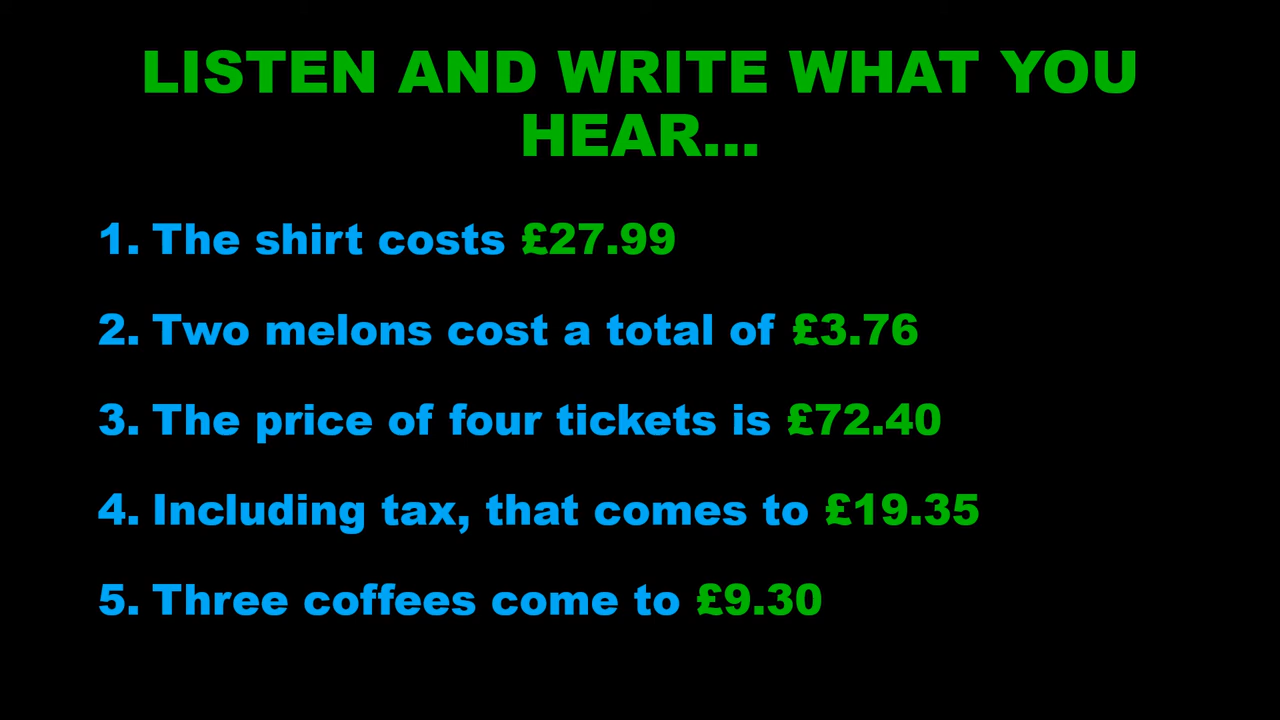 LISTEN AND WRITE WHAT YOU
HEAR...
1. The shirt costs £27.99
2. Two melons cost a total of £3.76
3. The price of four tickets is £72.40
4. Including tax, that comes to £19.35
5. Three coffees come to £9.30